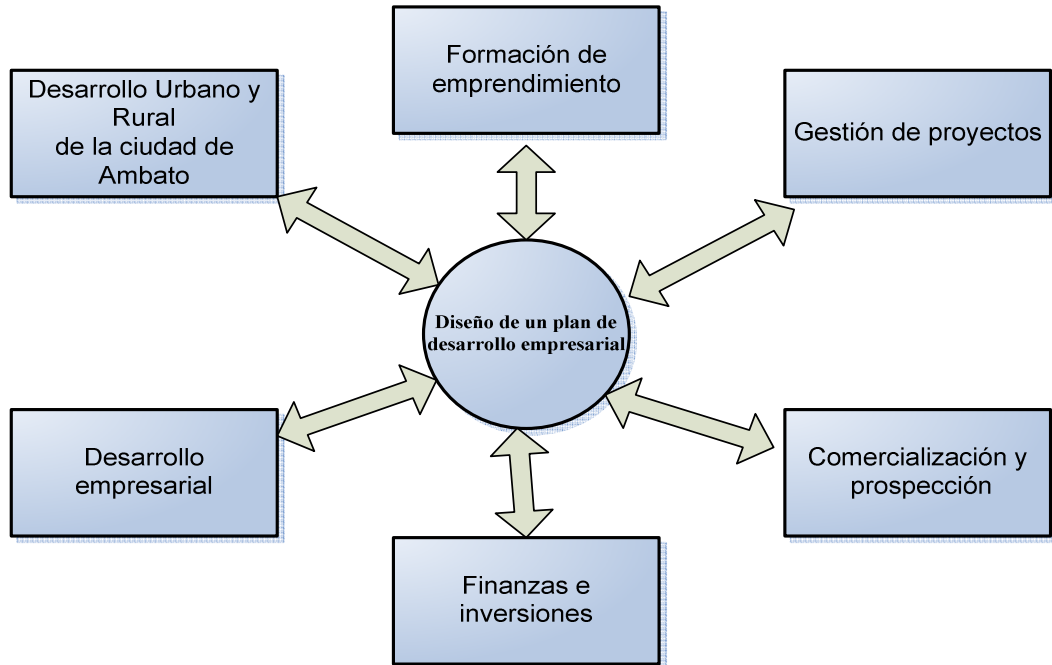 Formación de
emprendimiento
Desarrollo Urbano y
Rural
de la ciudad de
Ambato
Gestión de proyectos
Diseño de un plan de
desarrollo empresarial
Desarrollo
empresarial
Comercialización y
prospección
Finanzas e
inversiones